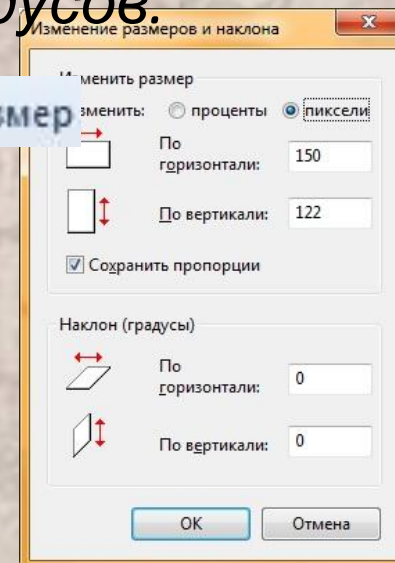 русов.
Изменение размеров и наклона
змер
Изменить размер
Изменить: проценты пиксели
По горизонтали: 150
По вертикали: 122
Сохранить пропорции
Наклон (градусы)
По горизонтали: 0
По вертикали: 0
ОК Отмена